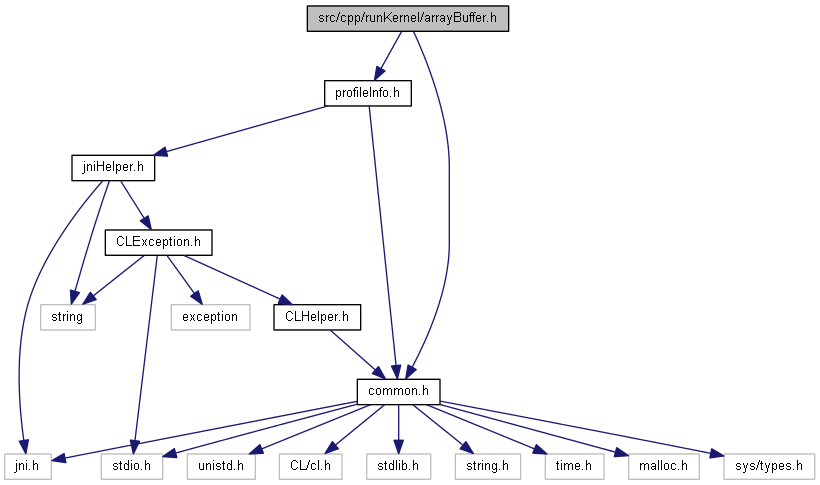 src/cpp/runKernel/arrayBuffer.h
profileInfo.h
jniHelper.h
CLException.h
string
exception
CLHelper.h
common.h
jni.h
stdio.h
unistd.h
CL/cl.h
stdlib.h
string.h
time.h
malloc.h
sys/types.h